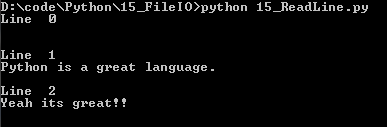 D:\code\Python\15_FileIO>python 15_ReadLine.py
Line  0
Line  1
Python is a great language.
Line  2
Yeah its great!!